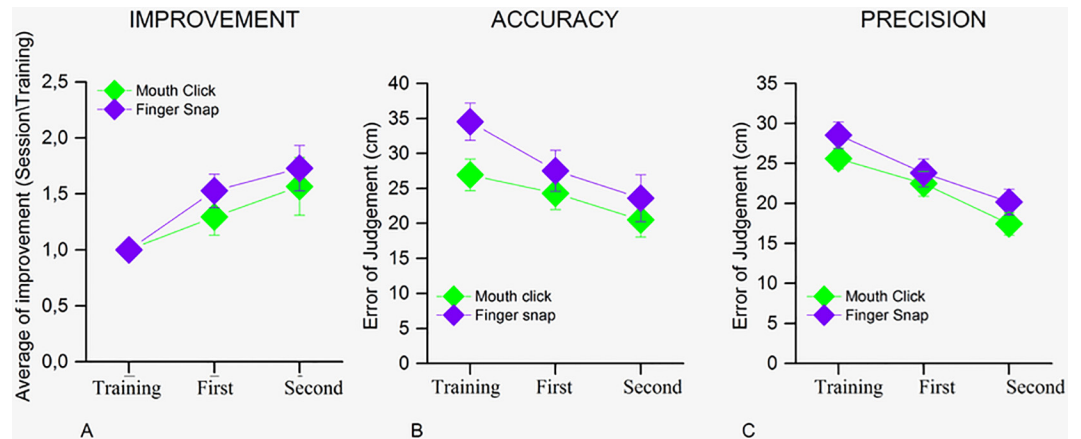 IMPROVEMENT
Average of improvement (Session\Training)
2,5
2,0
1,5
1,0
0,5
0,0
Mouth Click
Finger Snap
Training
First
Second
A
ACCURACY
Error of Judgement (cm)
40
35
30
25
20
15
10
5
0
Mouth click
Finger snap
Training
First
Second
B
PRECISION
Error of Judgement (cm)
35
30
25
20
15
10
5
0
Mouth Click
Finger Snap
Training
First
Second
C